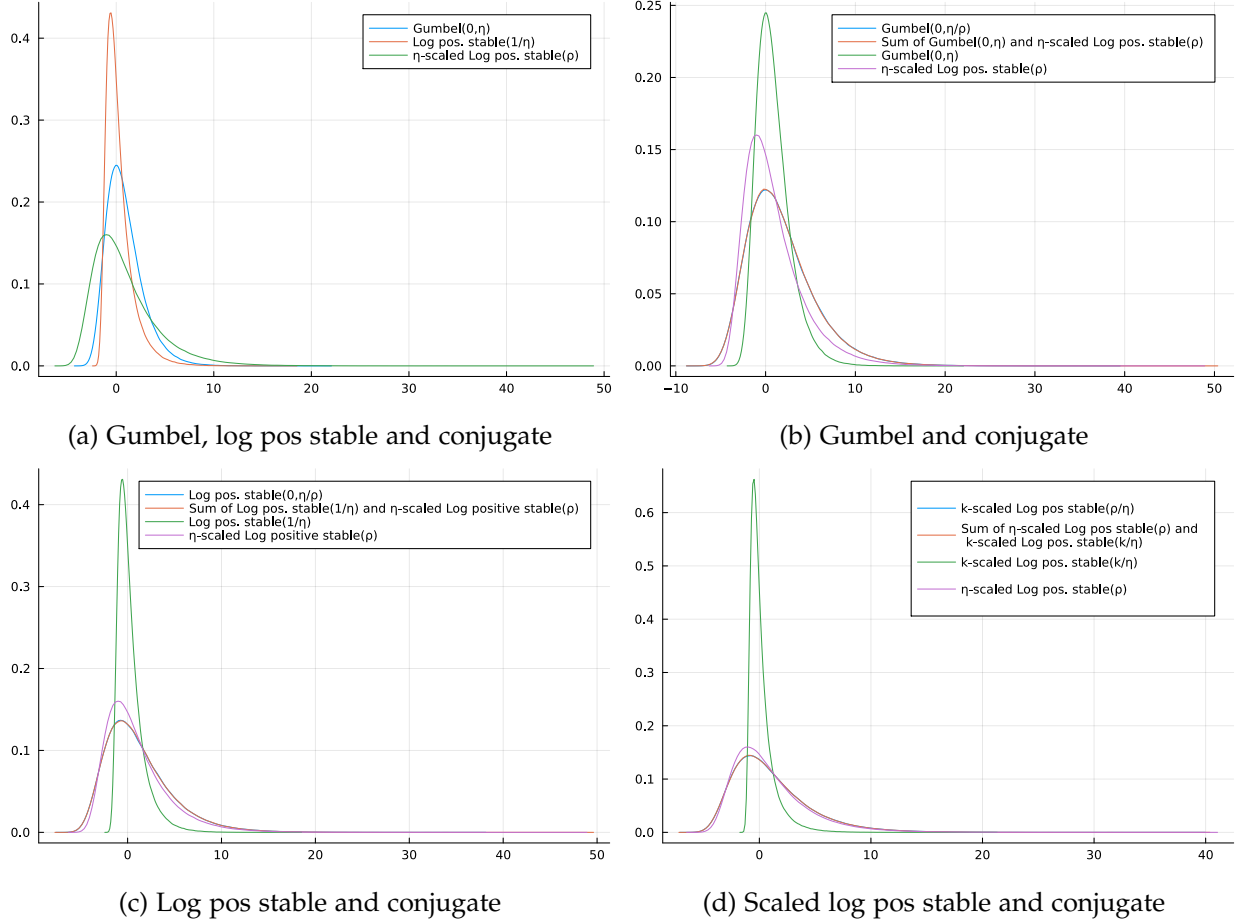 0.4
0.3
0.2
0.1
0.0
0
10
20
30
40
50
Gumbel(0,η)
Log pos. stable(1/η)
η-scaled Log pos. stable(ρ)
(a) Gumbel, log pos stable and conjugate
0.25
0.20
0.15
0.10
0.05
0.00
−10
0
10
20
30
40
50
Gumbel(0,η/ρ)
Sum of Gumbel(0,η) and η-scaled Log pos. stable(ρ)
Gumbel(0,η)
η-scaled Log pos. stable(ρ)
(b) Gumbel and conjugate
0.4
0.3
0.2
0.1
0.0
0
10
20
30
40
50
Log pos. stable(0,η/ρ)
Sum of Log pos. stable(1/η) and η-scaled Log positive stable(ρ)
Log pos. stable(1/η)
η-scaled Log positive stable(ρ)
(c) Log pos stable and conjugate
0.6
0.5
0.4
0.3
0.2
0.1
0.0
0
10
20
30
40
k-scaled Log pos stable(ρ/η)
Sum of η-scaled Log pos stable(ρ) and
k-scaled Log pos. stable(k/η)
k-scaled Log pos. stable(k/η)
η-scaled Log pos. stable(ρ)
(d) Scaled log pos stable and conjugate